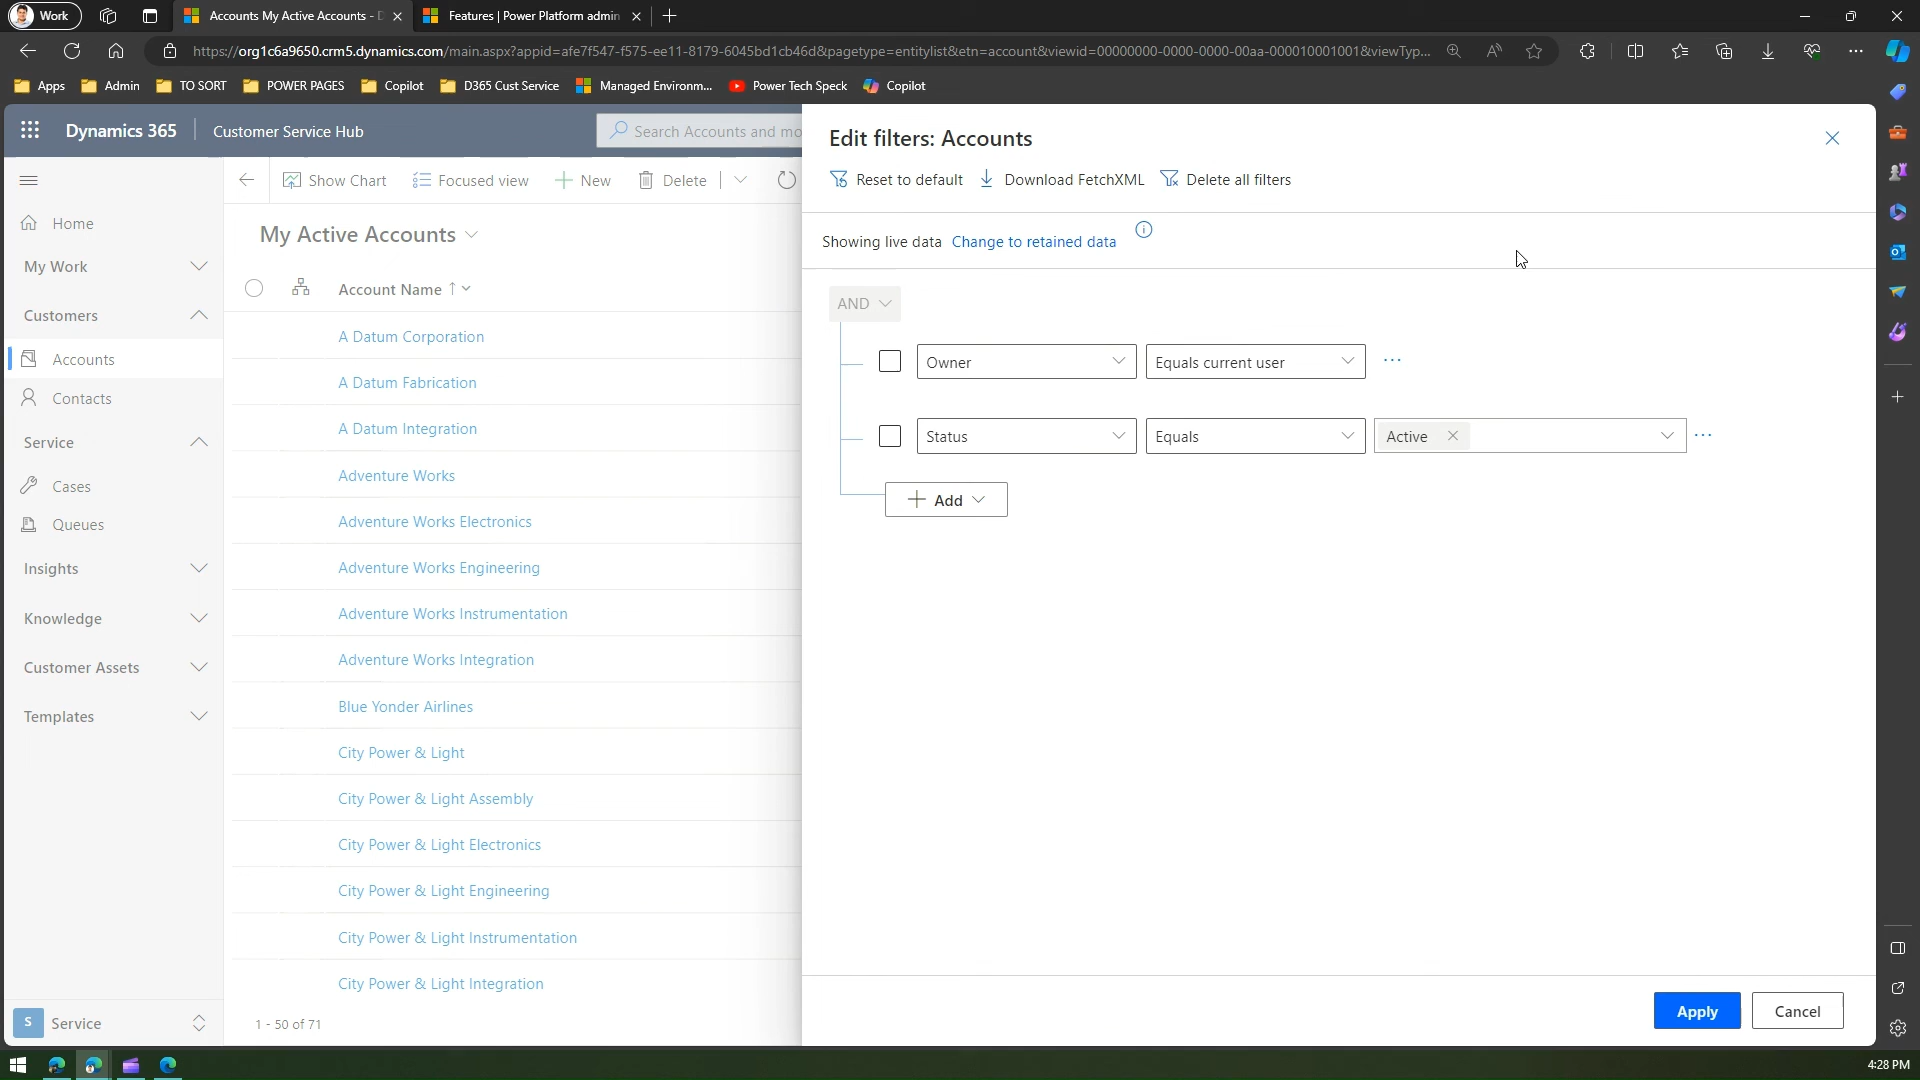 Work
Accounts My Active Accounts - D
Features | Power Platform admin
https://org1c6a9650.crm5.dynamics.com/main.aspx?appid=afe7f547-f575-ee11-8179-6045bd1cb46d&pagetype=entitylist&etn=account&viewid=00000000-0000-0000-00aa-000010001001&viewTyp...
Apps
Admin
TO SORT
POWER PAGES
Copilot
D365 Cust Service
Managed Environm...
Power Tech Speck
Copilot
Dynamics 365
Customer Service Hub
Search Accounts and mo
Show Chart
Focused view
New
Delete
My Active Accounts
Account Name
Home
My Work
Customers
Accounts
Contacts
Service
Cases
Queues
Insights
Knowledge
Customer Assets
Templates
S Service
A Datum Corporation
A Datum Fabrication
A Datum Integration
Adventure Works
Adventure Works Electronics
Adventure Works Engineering
Adventure Works Instrumentation
Adventure Works Integration
Blue Yonder Airlines
City Power & Light
City Power & Light Assembly
City Power & Light Electronics
City Power & Light Engineering
City Power & Light Instrumentation
City Power & Light Integration
1 - 50 of 71
Edit filters: Accounts
Reset to default
Download FetchXML
Delete all filters
Showing live data Change to retained data
AND
Owner
Equals current user
Status
Equals
Active
Add
Apply
Cancel
4:28 PM